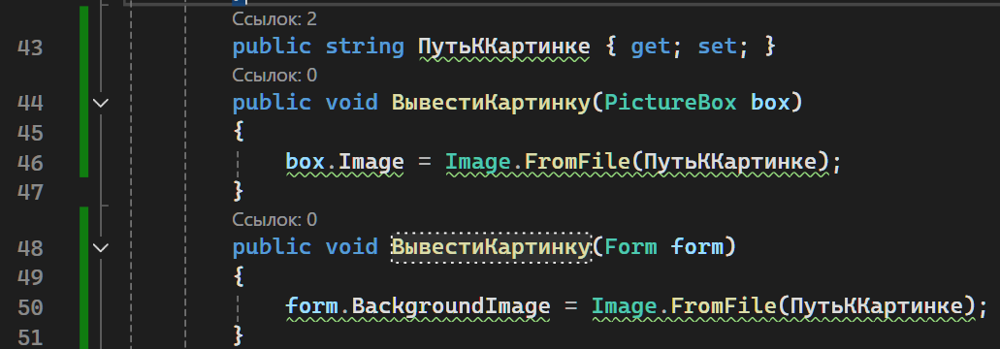 Ссылок: 2
43 public string ПутьККартинке { get; set; }
Ссылок: 0
44 public void ВывестиКартинку(PictureBox box)
45 {
46 box.Image = Image.FromFile(ПутьККартинке);
47 }
Ссылок: 0
48 public void ВывестиКартинку(Form form)
49 {
50 form.BackgroundImage = Image.FromFile(ПутьККартинке);
51 }